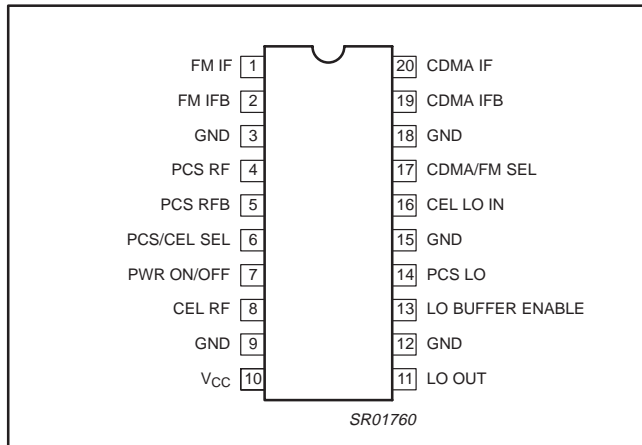 FM IF 1 20 CDMA IF
FM IFB 2 19 CDMA IFB
GND 3 18 GND
PCS RF 4 17 CDMA/FM SEL
PCS RFB 5 16 CEL LO IN
PCS/CEL SEL 6 15 GND
PWR ON/OFF 7 14 PCS LO
CEL RF 8 13 LO BUFFER ENABLE
GND 9 12 GND
VCC 10 11 LO OUT
SR01760